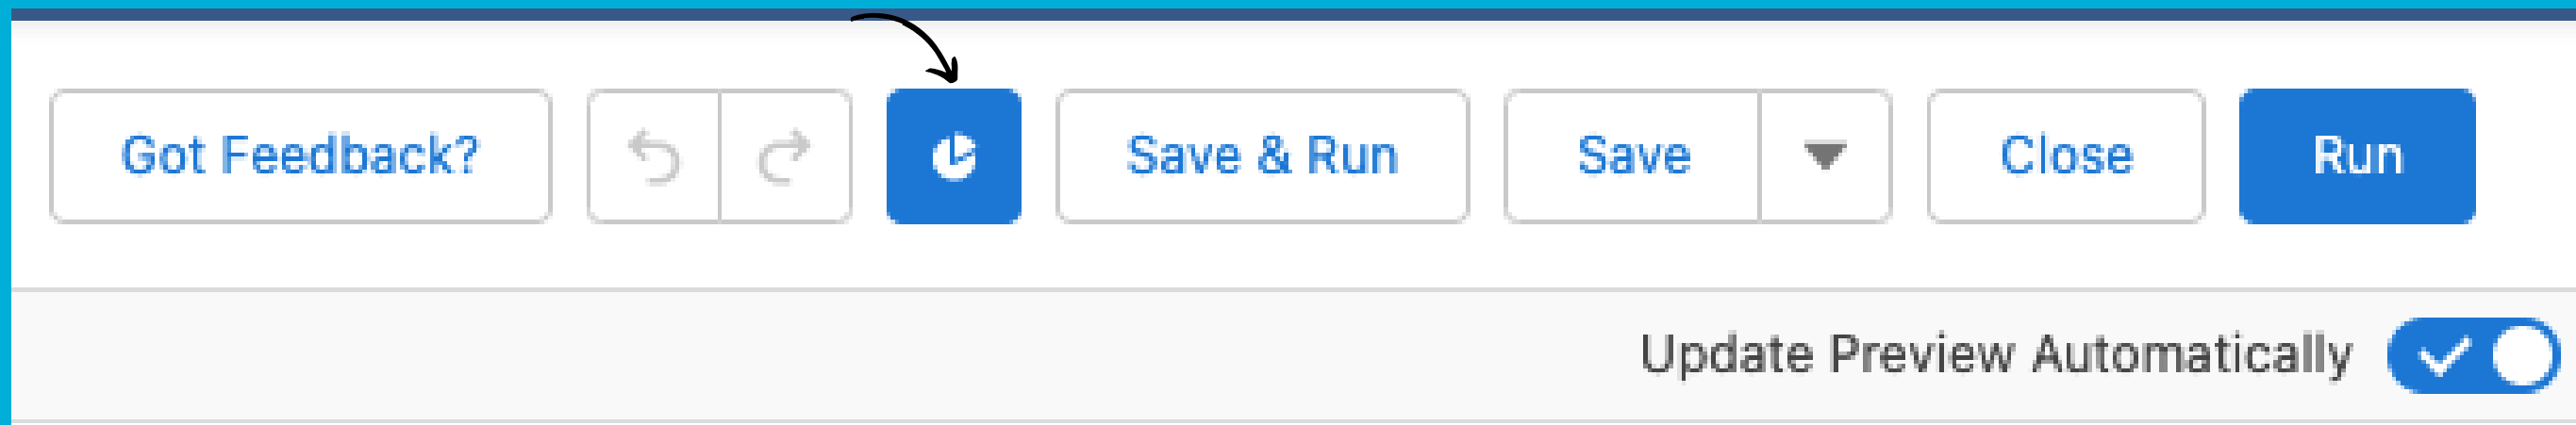 Got Feedback? Save & Run Save Close Run
Update Preview Automatically